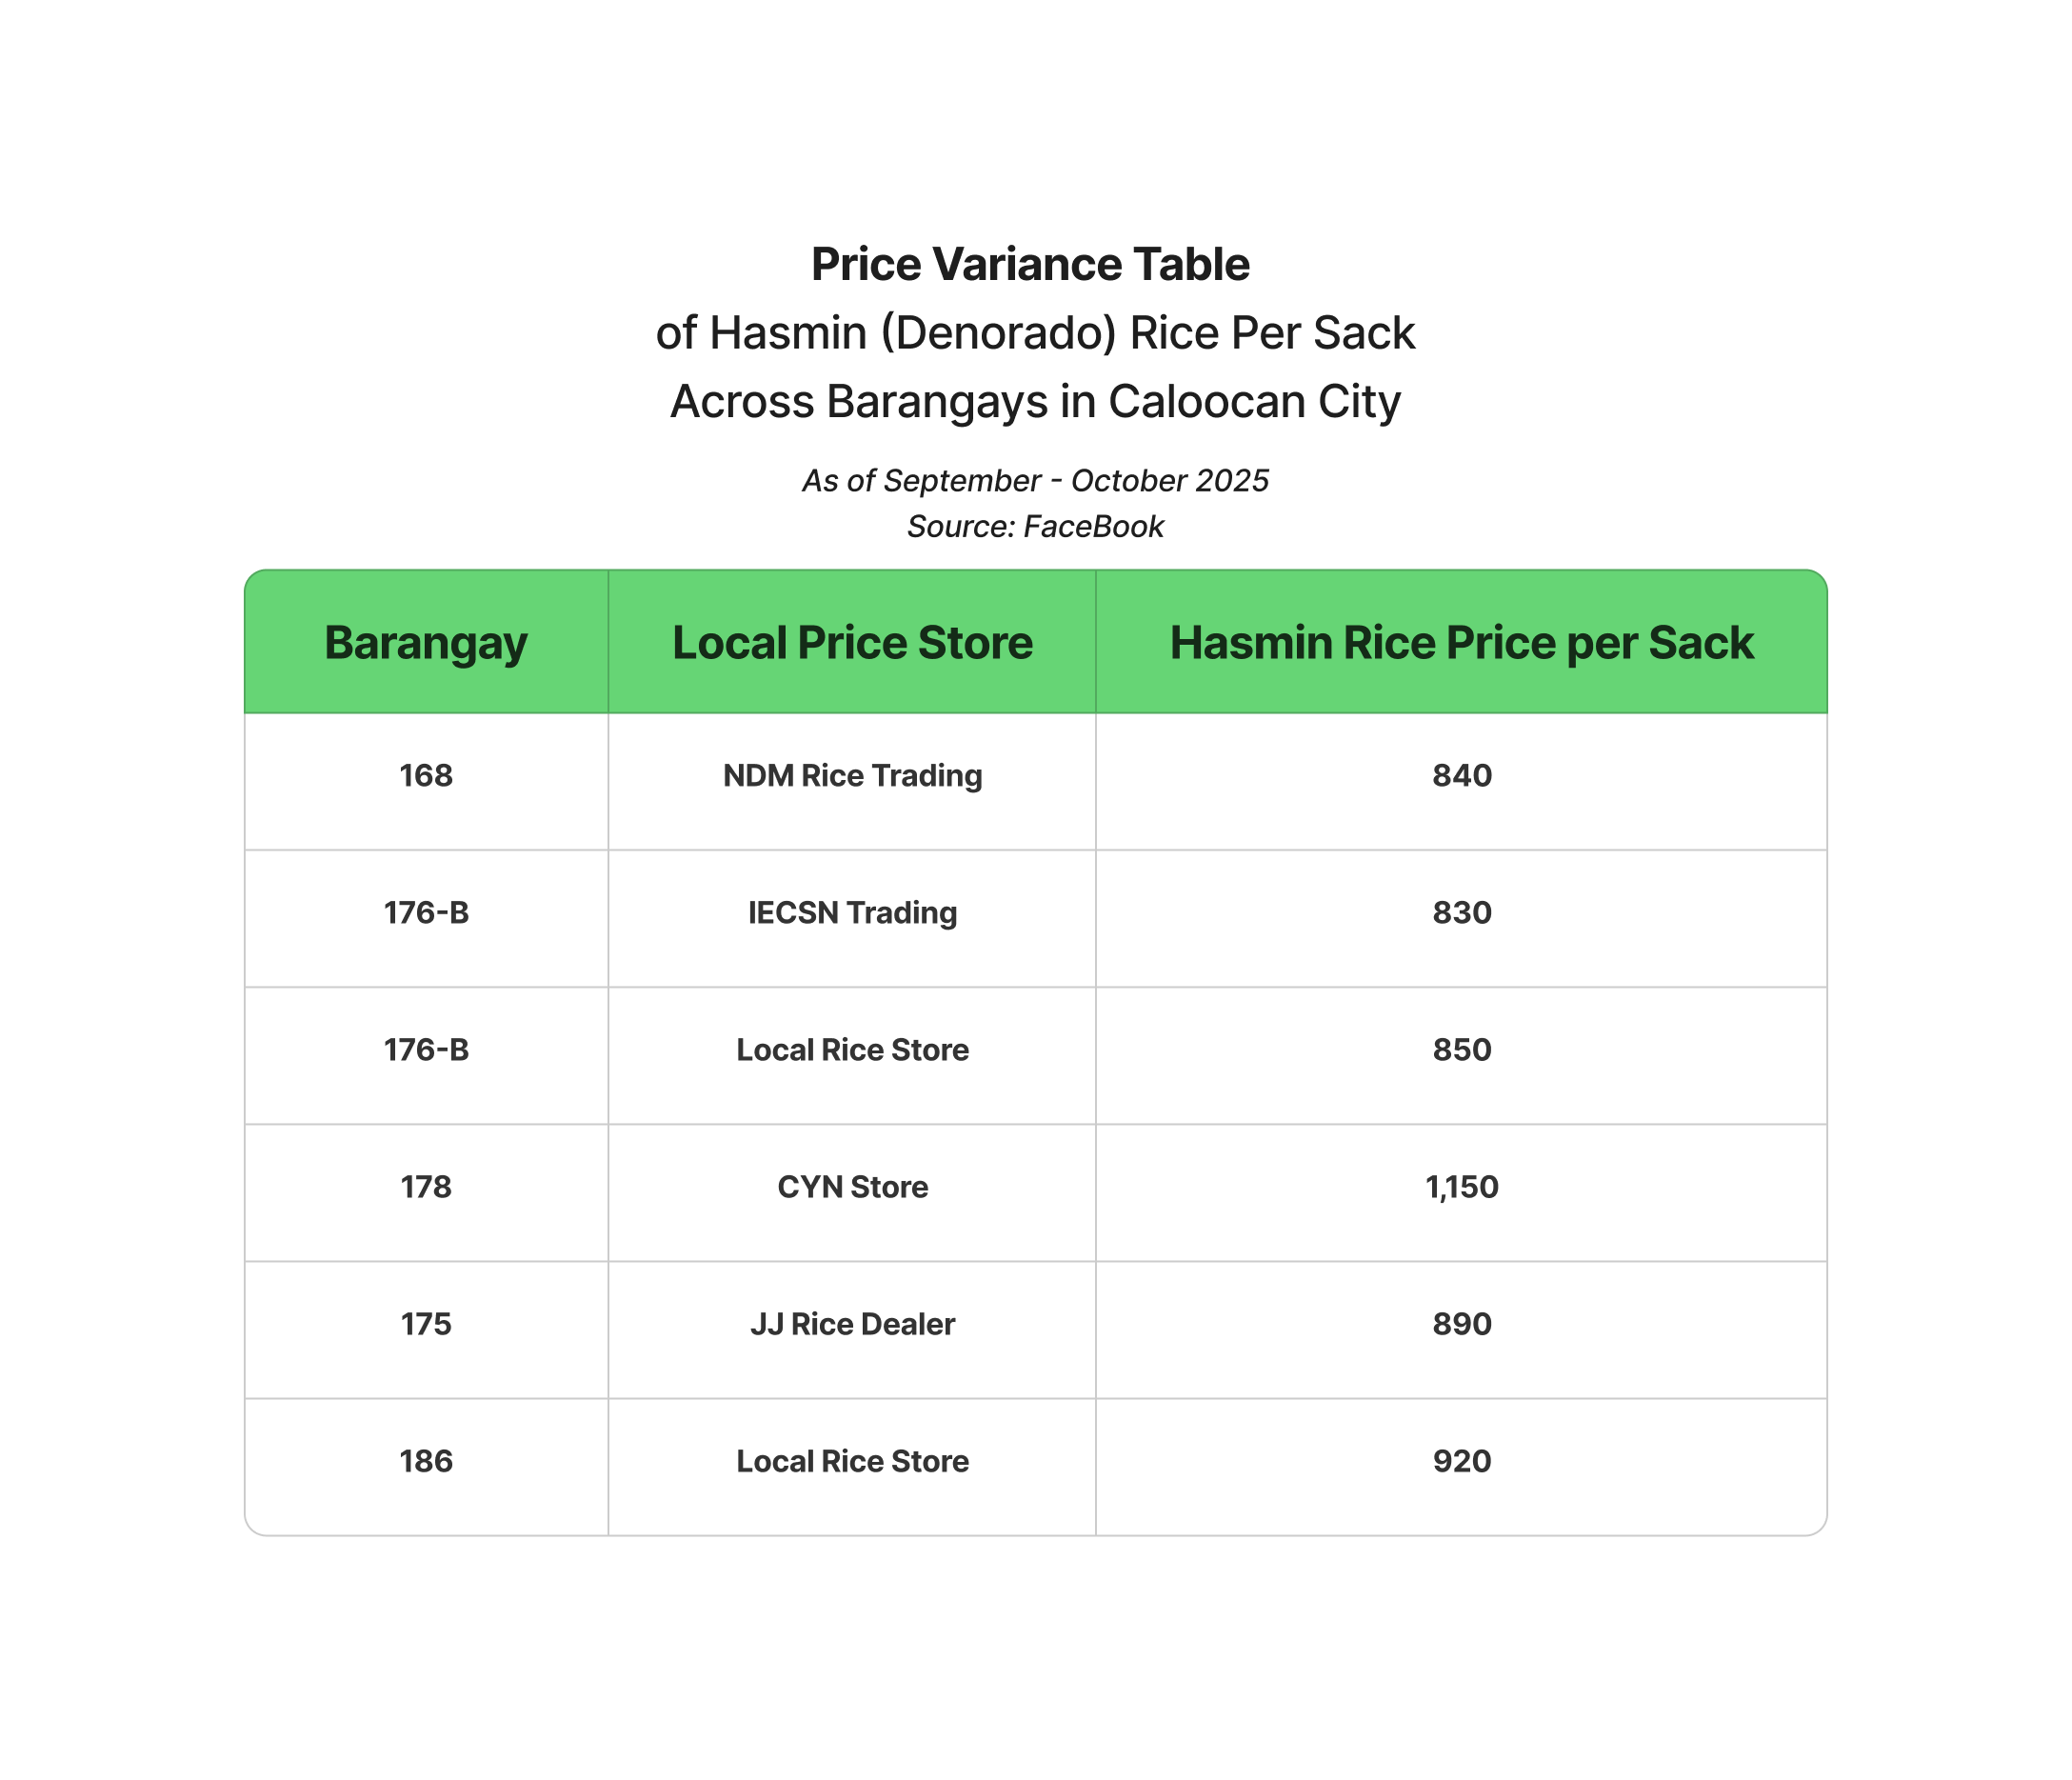 Price Variance Table
of Hasmin (Denorado) Rice Per Sack
Across Barangays in Caloocan City
As of September - October 2025
Source: FaceBook
Barangay Local Price Store Hasmin Rice Price per Sack
168 NDM Rice Trading 840
176-B IECSN Trading 830
176-B Local Rice Store 850
178 CYN Store 1,150
175 JJ Rice Dealer 890
186 Local Rice Store 920